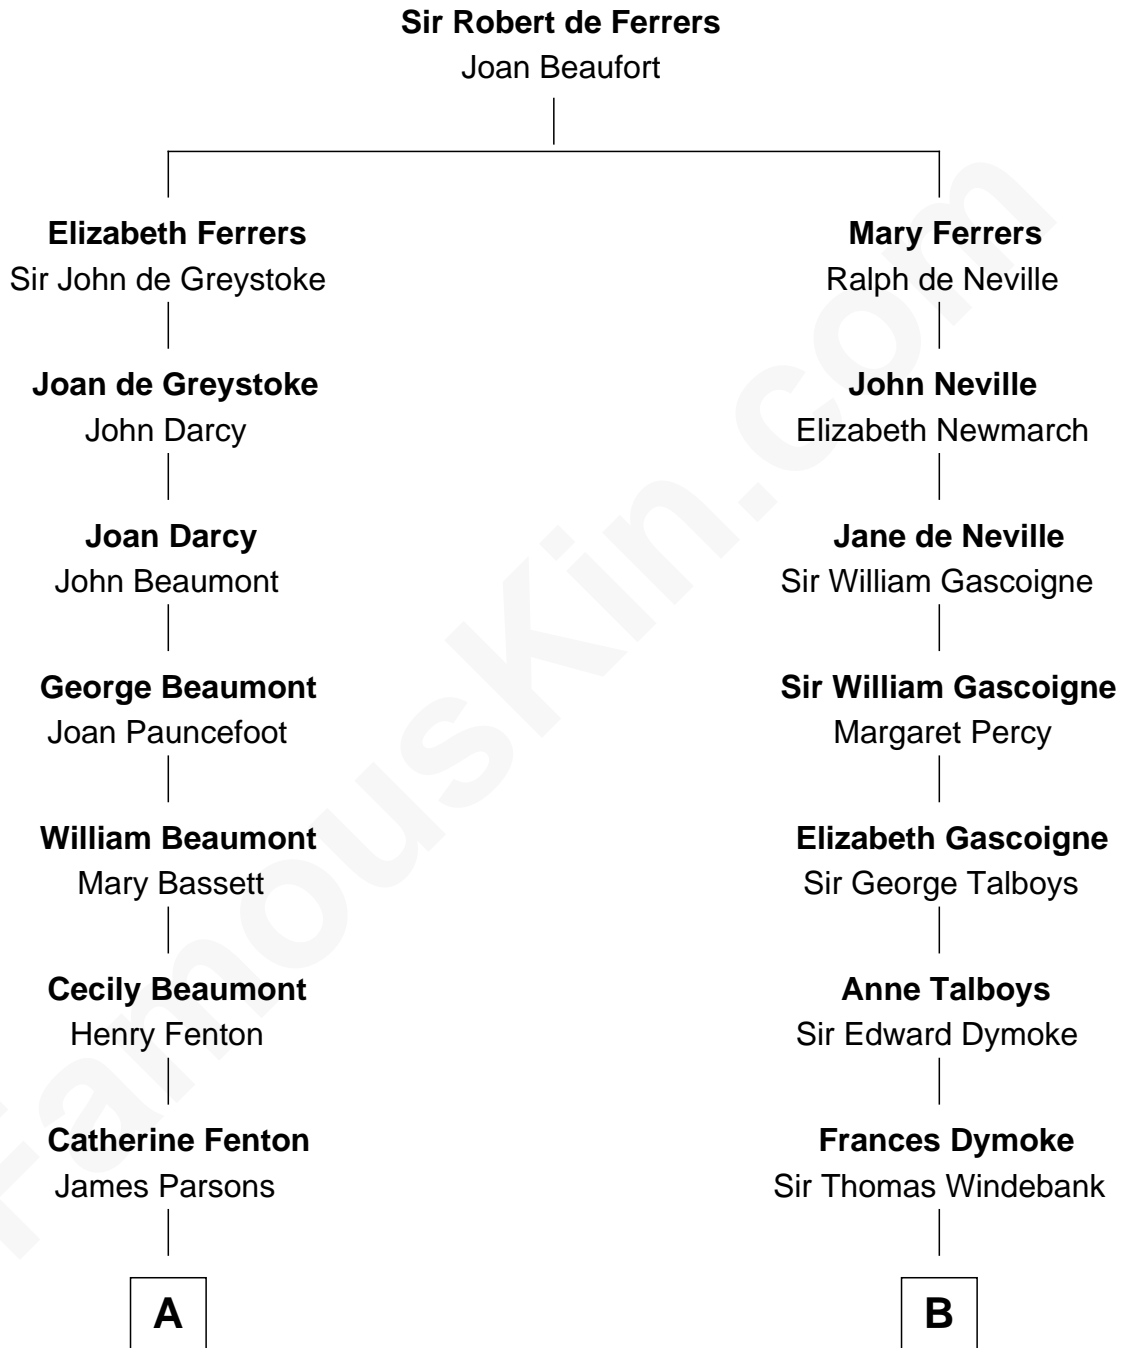 Sir Robert de Ferrers
Joan Beaufort
Elizabeth Ferrers
Sir John de Greystoke
Mary Ferrers
Ralph de Neville
Joan de Greystoke
John Darcy
John Neville
Elizabeth Newmarch
Joan Darcy
John Beaumont
Jane de Neville
Sir William Gascoigne
George Beaumont
Joan Pauncefoot
Sir William Gascoigne
Margaret Percy
William Beaumont
Mary Bassett
Elizabeth Gascoigne
Sir George Talboys
Cecily Beaumont
Henry Fenton
Anne Talboys
Sir Edward Dymoke
Catherine Fenton
James Parsons
Frances Dymoke
Sir Thomas Windebank
A
B
FamousKin.com